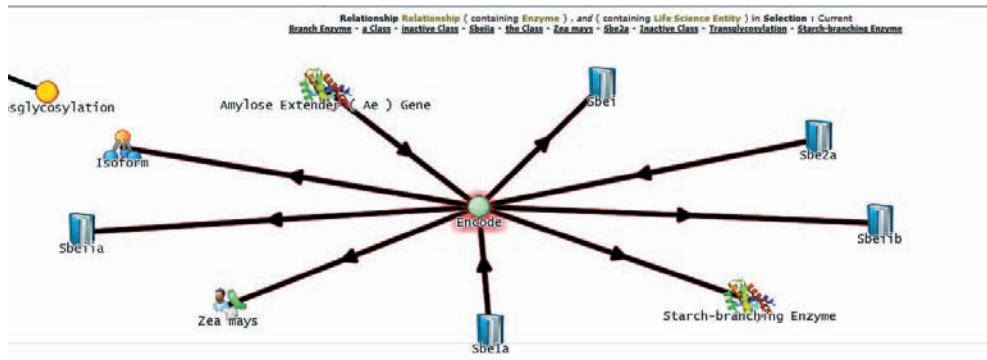 Relationship Relationship ( containing Enzyme ) , and ( containing Life Science Entity ) in Selection : Current
Branch Enzyme - a Class - inactive Class - Sbeiia - the Class - Zea mays - Sbe2a - Inactive Class - Transglycosylation - Starch-branching Enzyme
sglycosylation
Amylose Extender ( Ae ) Gene
Sbei
Isoform
Sbe2a
Encode
Sbeiia
Sbeiib
Zea mays
Starch-branching Enzyme
Sbe1a